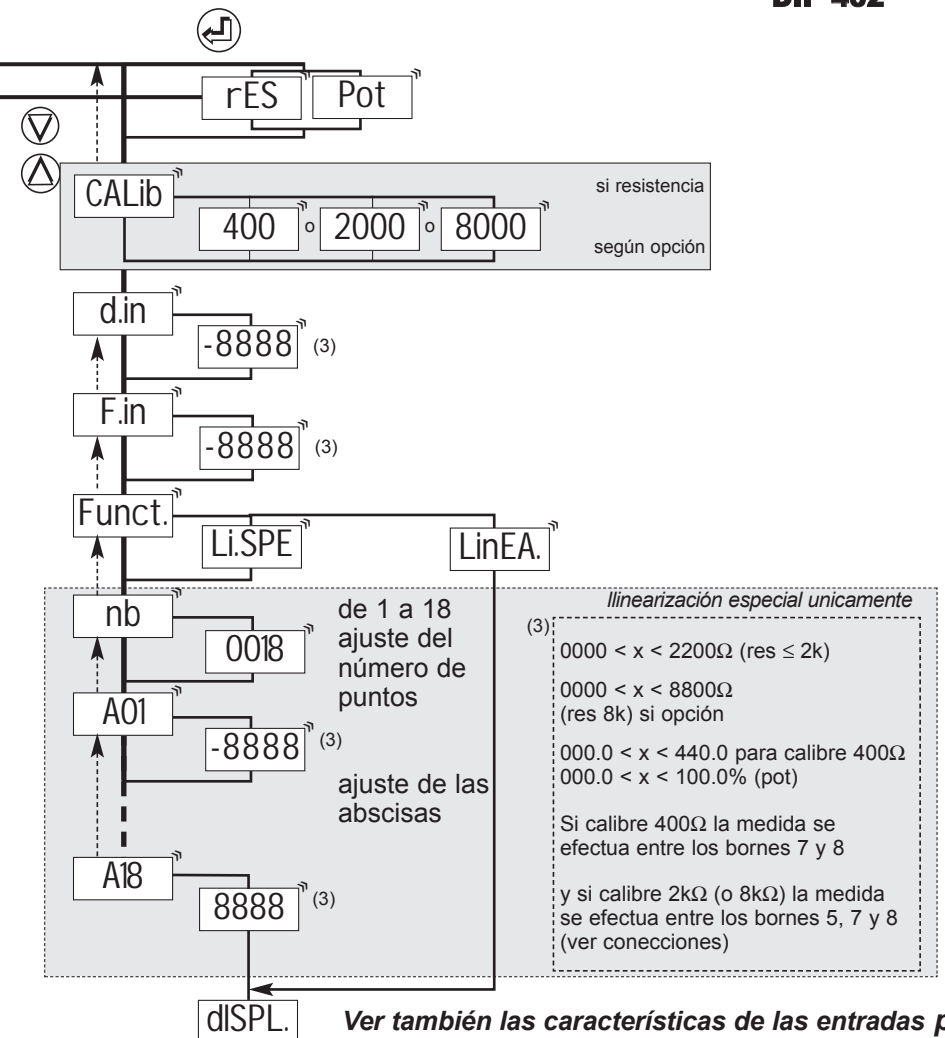 rES Pot
CALib
si resistencia
400 o 2000 o 8000
según opción
d.in
-8888 (3)
F.in
-8888 (3)
Funct.
Li.SPE
LinEA.
llinearización especial unicamente
nb
0018
de 1 a 18
ajuste del
número de
puntos
A01
-8888 (3)
ajuste de las
abscisas
A18
8888 (3)
(3)
0000 < x < 2200Ω (res ≤ 2k)
0000 < x < 8800Ω
(res 8k) si opción
000.0 < x < 440.0 para calibre 400Ω
000.0 < x < 100.0% (pot)
Si calibre 400Ω la medida se
efectua entre los bornes 7 y 8
y si calibre 2kΩ (o 8kΩ) la medida
se efectua entre los bornes 5, 7 y 8
(ver conecciones)
dISPL.
Ver también las características de las entradas p